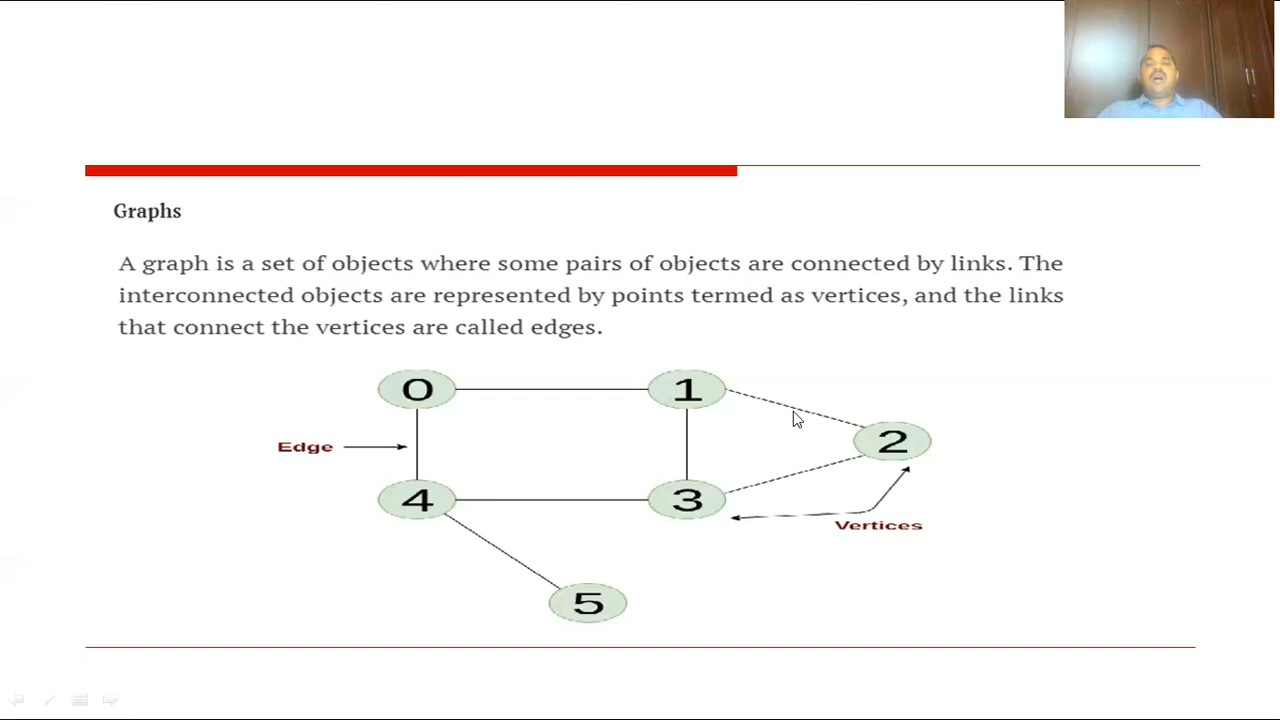 Graphs
A graph is a set of objects where some pairs of objects are connected by links. The
interconnected objects are represented by points termed as vertices, and the links
that connect the vertices are called edges.
0
1
2
Edge
4
3
Vertices
5